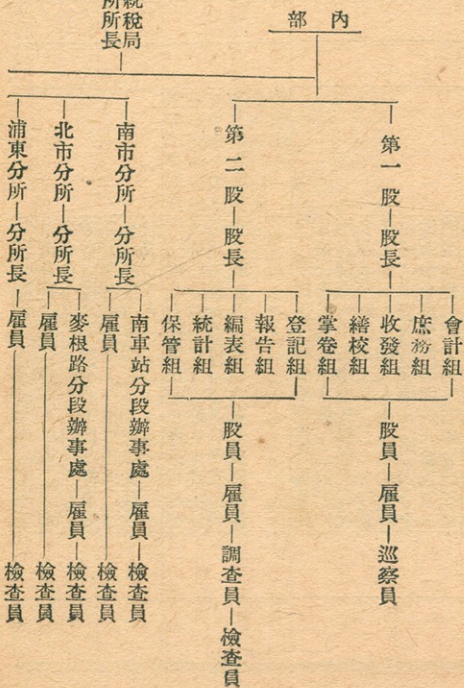 內部
第一股—股長
會計組
庶務組
收發組
繕校組
掌卷組
股員—雇員—巡察員
第二股—股長
登記組
報告組
編表組
統計組
保管組
股員—雇員—調查員—檢查員
統稅局
所所長
南市分所—分所長
南車站分段辦事處—雇員—檢查員
雇員
檢查員
北市分所—分所長
麥根路分段辦事處—雇員—檢查員
雇員
檢查員
浦東分所—分所長—雇員
檢查員